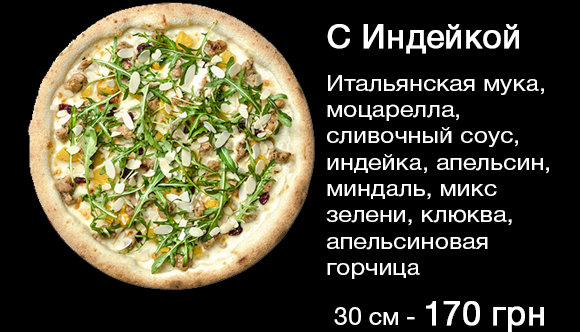 С Индейкой
Итальянская мука,
моцарелла,
сливочный соус,
индейка, апельсин,
миндаль, микс
зелени, клюква,
апельсиновая
горчица
30 см - 170 грн